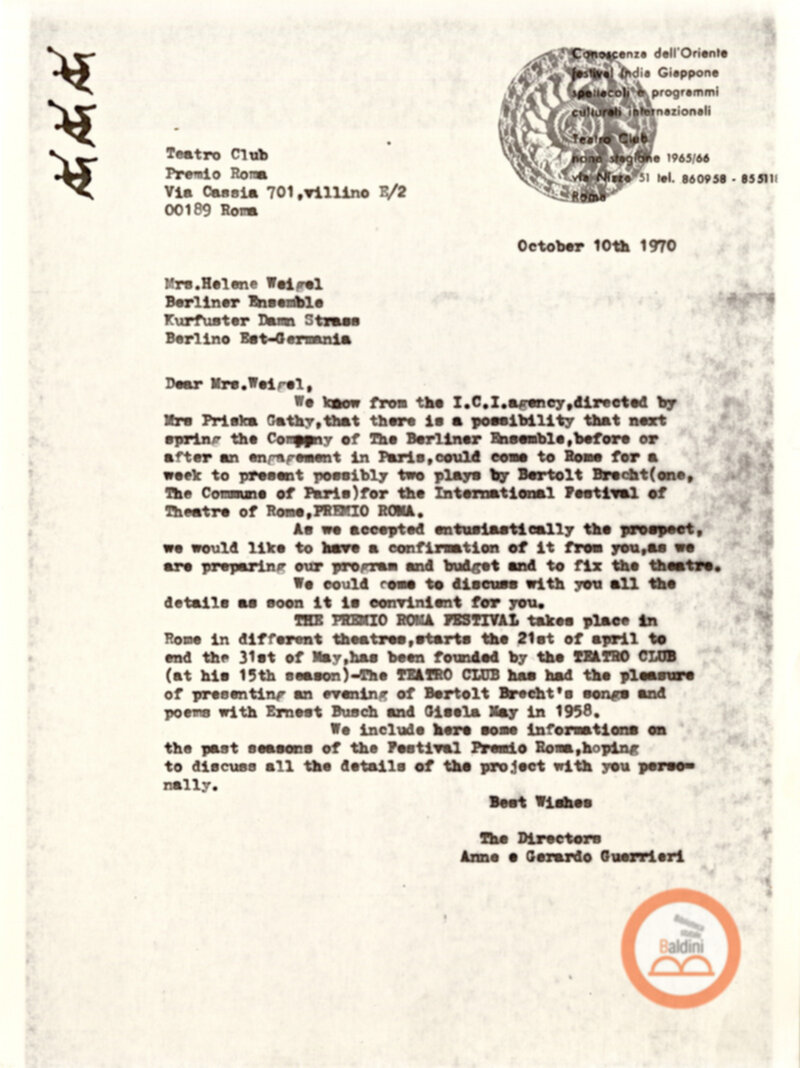 Conoscenza dell'Oriente
festival India Giappone
spettacoli e programmi
culturali internazionali
Teatro Club
nona stagione 1965/66
via Nizza 51 tel. 860958 - 855118
Roma
Teatro Club
Premio Roma
Via Cassia 701,villino E/2
00189 Roma
October 10th 1970
Mrs.Helene Weigel
Berliner Ensemble
Kurfuster Damn Strass
Berlino Est-Germania
Dear Mrs.Weigel,
We know from the I.C.I.agency,directed by
Mrs Priska Gathy,that there is a possibility that next
spring the Company of The Berliner Ensemble,before or
after an engagement in Paris,could come to Rome for a
week to present possibly two plays by Bertolt Brecht(one,
The Commune of Paris)for the International Festival of
Theatre of Rome,PREMIO ROMA.
As we accepted entusiastically the prospect,
we would like to have a confirmation of it from you,as we
are preparing our program and budget and to fix the theatre.
We could come to discuss with you all the
details as soon it is convinient for you.
THE PREMIO ROMA FESTIVAL takes place in
Rome in different theatres,starts the 21st of april to
end the 31st of May,has been founded by the TEATRO CLUB
(at his 15th season)-The TEATRO CLUB has had the pleasure
of presenting an evening of Bertolt Brecht's songs and
poems with Ernest Busch and Gisela May in 1958.
We include here some informations on
the past seasons of the Festival Premio Roma,hoping
to discuss all the details of the project with you perso=
nally.
Best Wishes
The Directors
Anne e Gerardo Guerrieri
Biblioteca
statale
Baldini